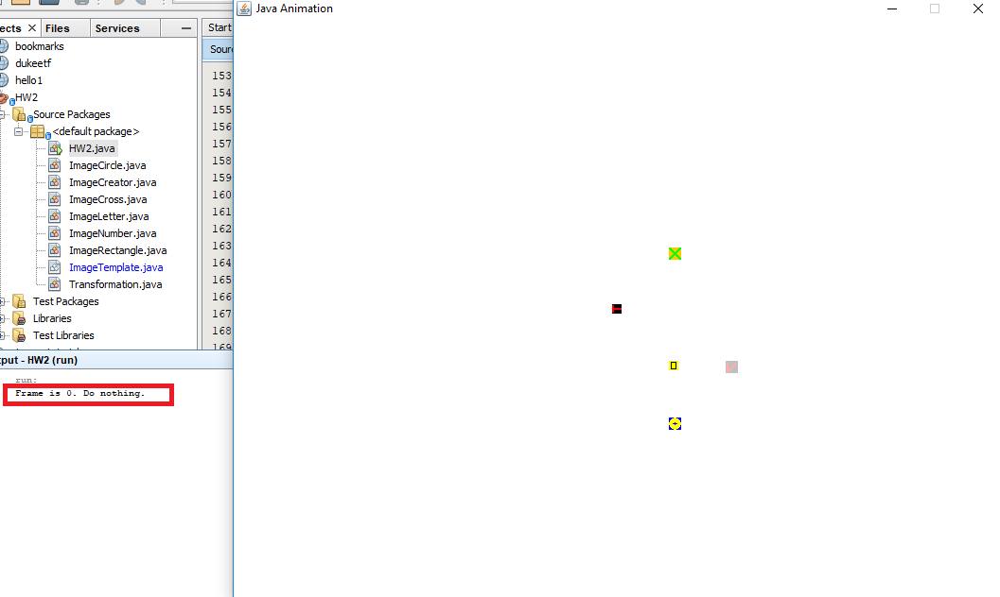 Java Animation
ects × Files Services
Start
Sour
bookmarks
dukeetf
hello1
HW2
Source Packages
<default package>
HW2.java
ImageCircle.java
ImageCreator.java
ImageCross.java
ImageLetter.java
ImageNumber.java
ImageRectangle.java
ImageTemplate.java
Transformation.java
Test Packages
Libraries
Test Libraries
153
154
155
156
157
158
159
160
161
162
163
164
165
166
167
168
169
tput - HW2 (run)
run:
Frame is 0. Do nothing.